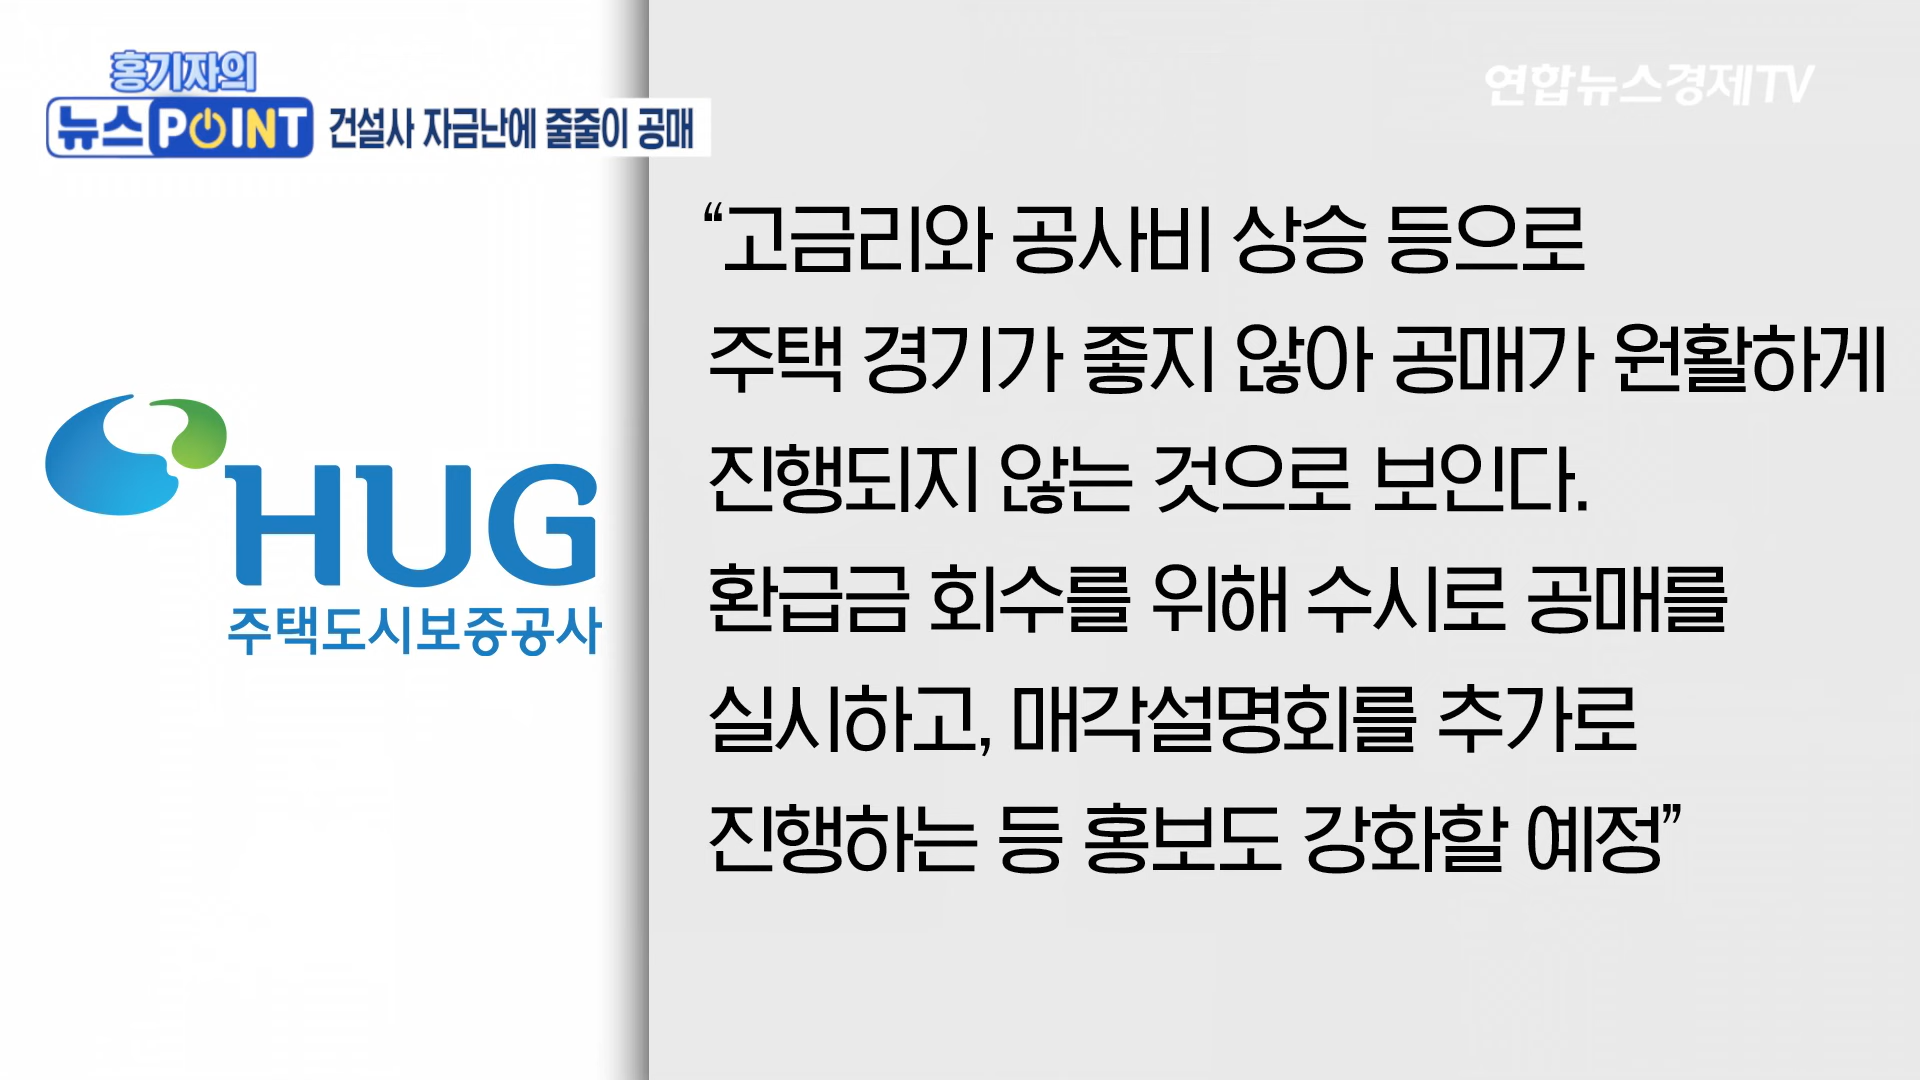 홍기자의
뉴스 POINT 건설사 자금난에 줄줄이 공매
연합뉴스경제TV
“고금리와 공사비 상승 등으로
주택 경기가 좋지 않아 공매가 원활하게
진행되지 않는 것으로 보인다.
환급금 회수를 위해 수시로 공매를
실시하고, 매각설명회를 추가로
진행하는 등 홍보도 강화할 예정”
HUG
주택도시보증공사